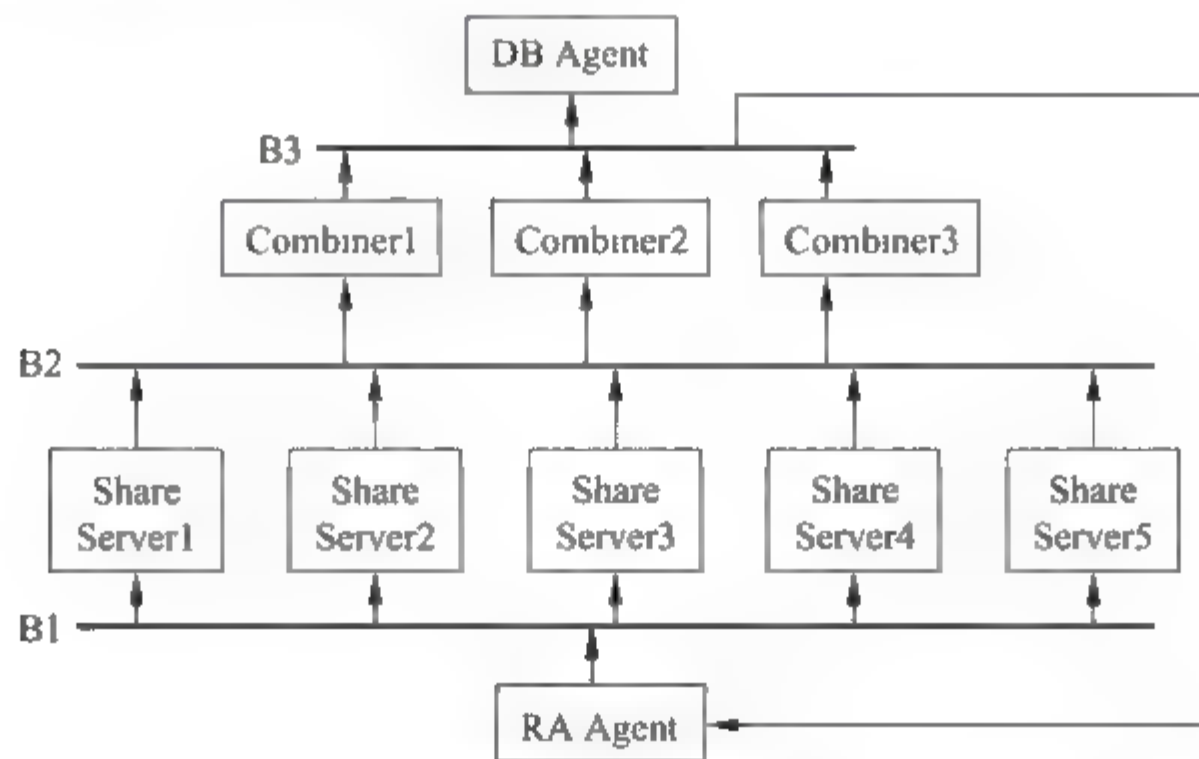 DB Agent
B3
Combiner1
Combiner2
Combiner3
B2
Share
Server1
Share
Server2
Share
Server3
Share
Server4
Share
Server5
B1
RA Agent